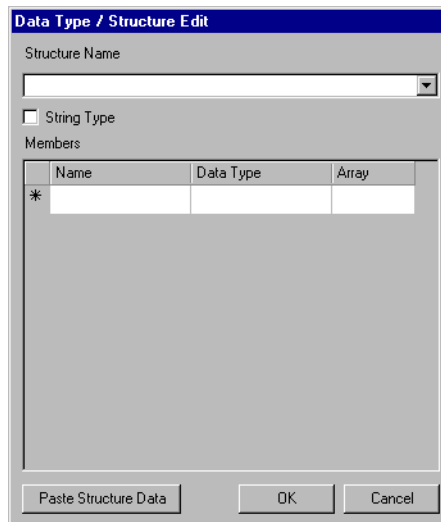 Data Type / Structure Edit
Structure Name
String Type
Members
Name Data Type Array
*
Paste Structure Data OK Cancel